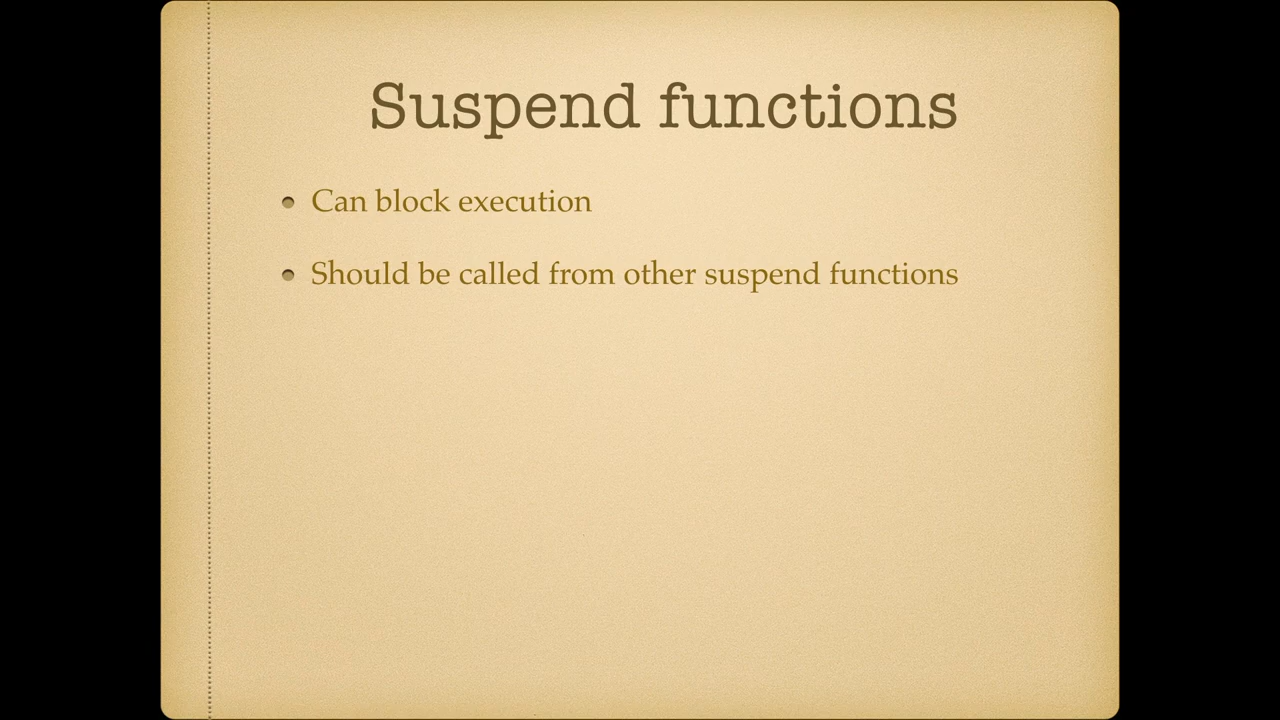 Suspend functions
Can block execution
Should be called from other suspend functions